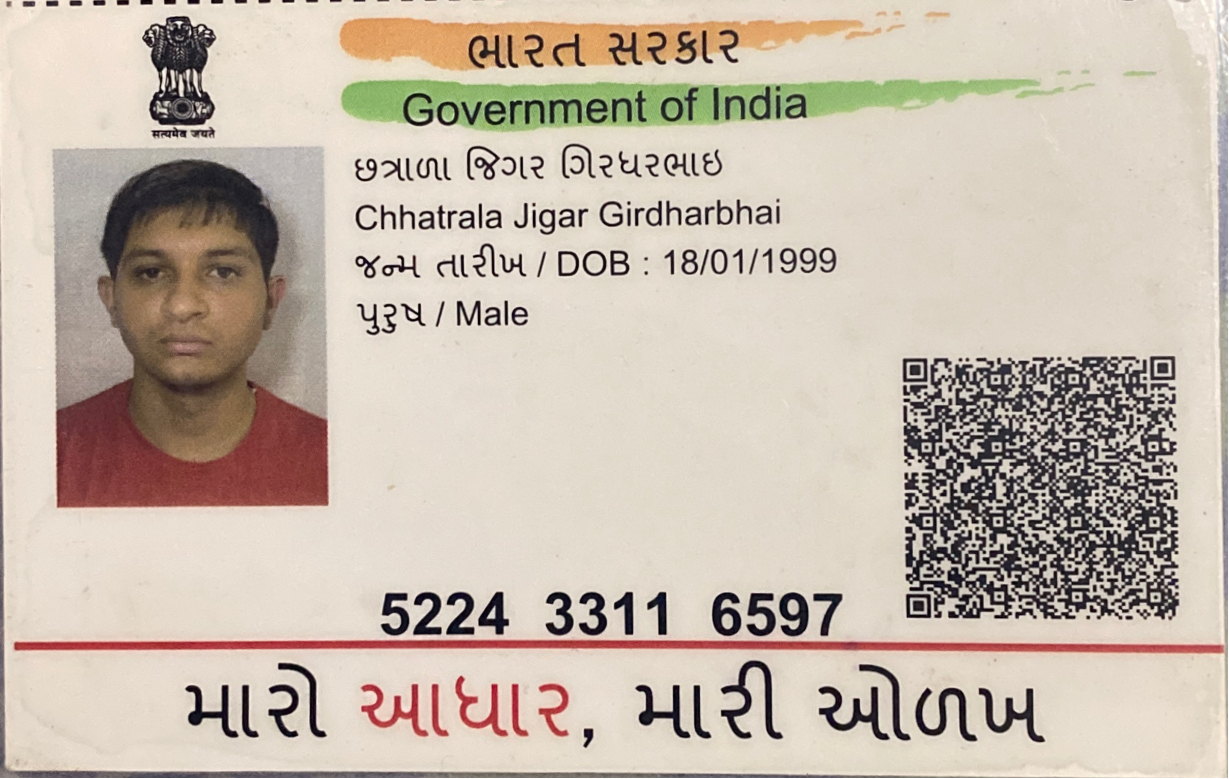 ભારત સરકાર
Government of India
सत्यमेव जयते
છત્રાળા જિગર ગિરધરભાઇ
Chhatrala Jigar Girdharbhai
જન્મ તારીખ / DOB : 18/01/1999
પુરુષ / Male
5224 3311 6597
મારો આધાર, મારી ઓળખ